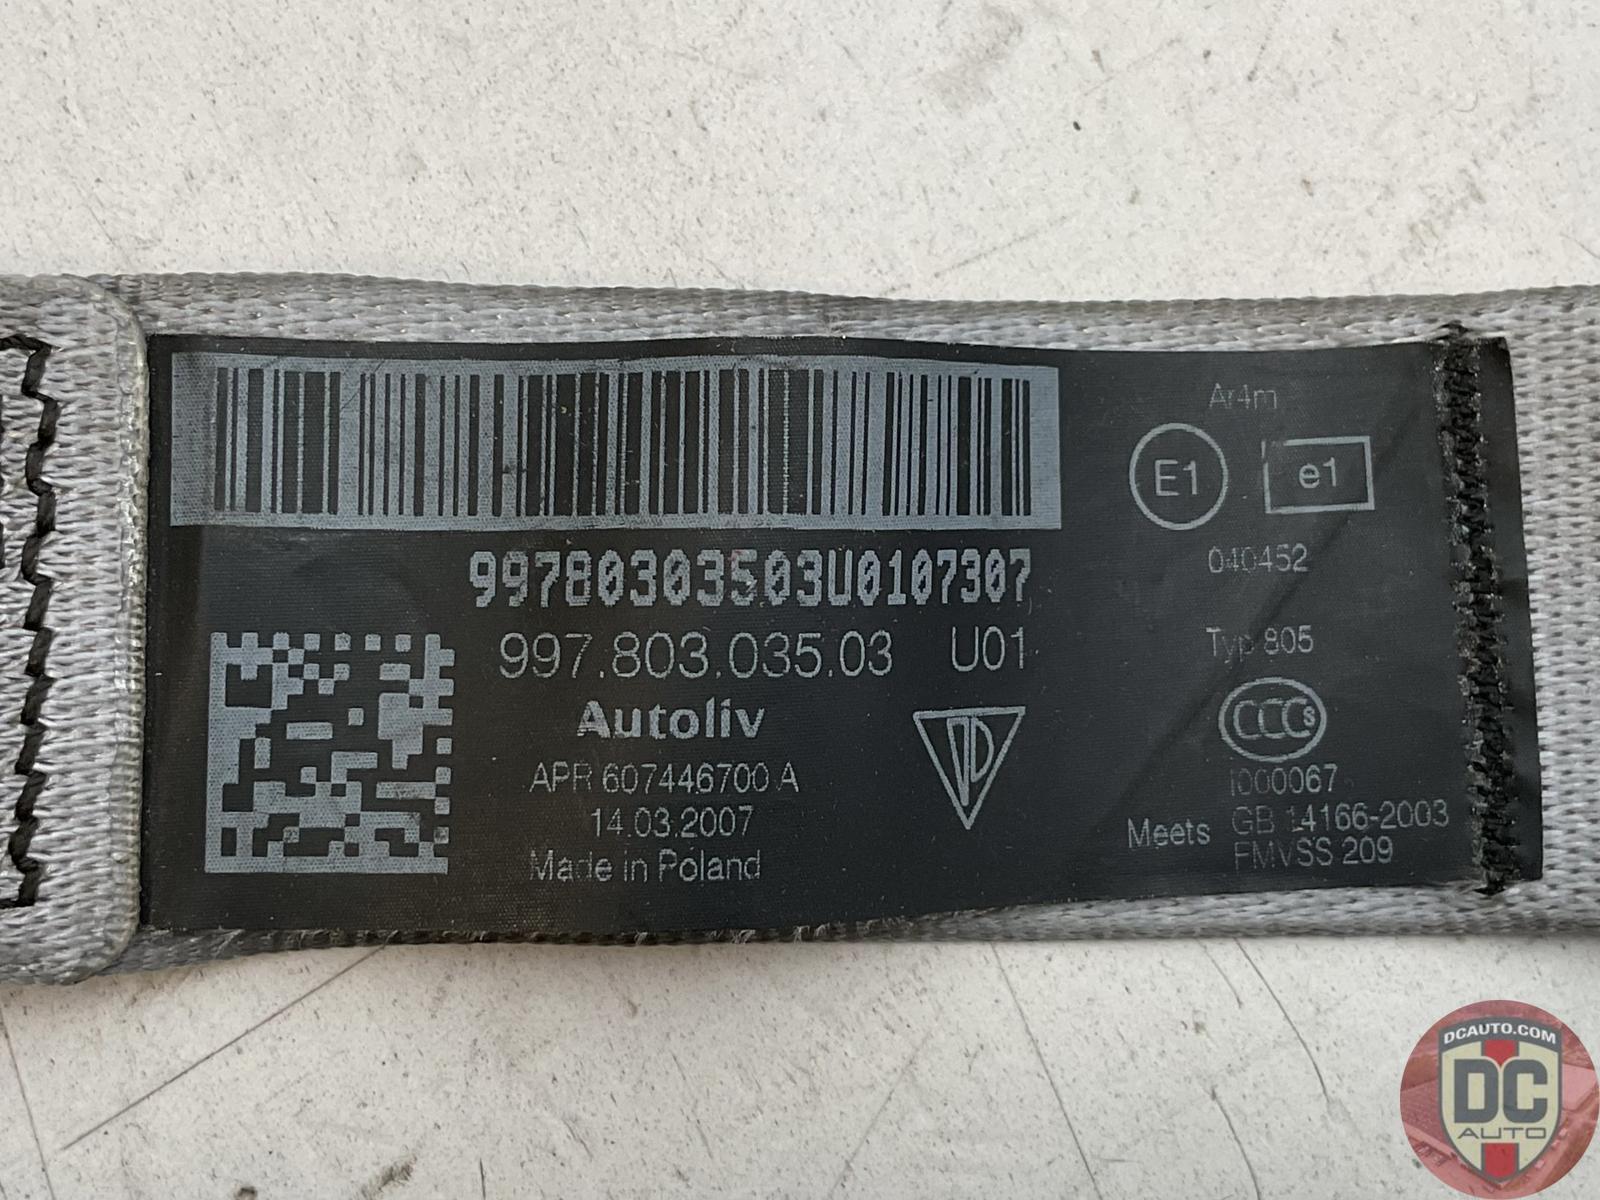 99780303503U0107307
997.803.035.03 U01
Autoliv
APR 607446700 A
14.03.2007
Made in Poland
Ar4m
E1 e1
040452
Typ 805
CCCs
I000067
Meets GB 14166-2003
FMVSS 209
DCAUTO.COM
DC
AUTO